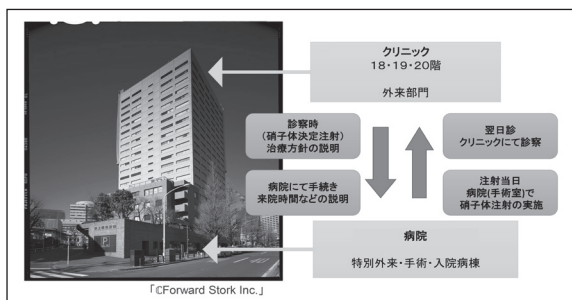 クリニック
18・19・20階
外来部門
診察時
(硝子体決定注射)
治療方針の説明
翌日診
クリニックにて診察
病院にて手続き
来院時間などの説明
注射当日
病院(手術室)で
硝子体注射の実施
病院
特別外来・手術・入院病棟
「©Forward Stork Inc.」